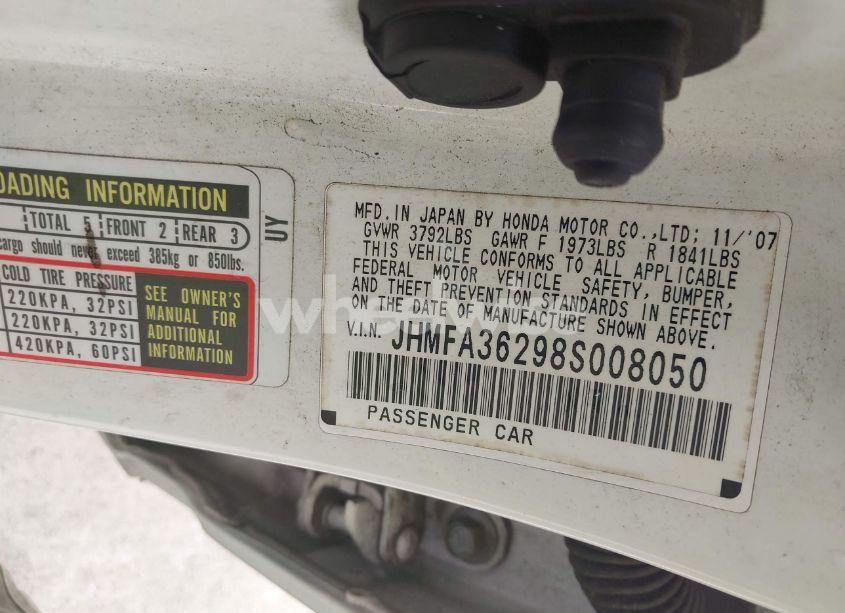 OADING INFORMATION
TOTAL 5 FRONT 2 REAR 3
cargo should never exceed 385kg or 850lbs.
COLD TIRE PRESSURE
220KPA, 32PSI
220KPA, 32PSI
420KPA, 60PSI
SEE OWNER'S
MANUAL FOR
ADDITIONAL
INFORMATION
UY
MFD. IN JAPAN BY HONDA MOTOR CO.,LTD; 11/'07
GVWR 3792LBS GAWR F 1973LBS R 1841LBS
THIS VEHICLE CONFORMS TO ALL APPLICABLE
FEDERAL MOTOR VEHICLE SAFETY, BUMPER,
AND THEFT PREVENTION STANDARDS IN EFFECT
ON THE DATE OF MANUFACTURE SHOWN ABOVE.
V.I.N. JHMFA36298S008050
PASSENGER CAR